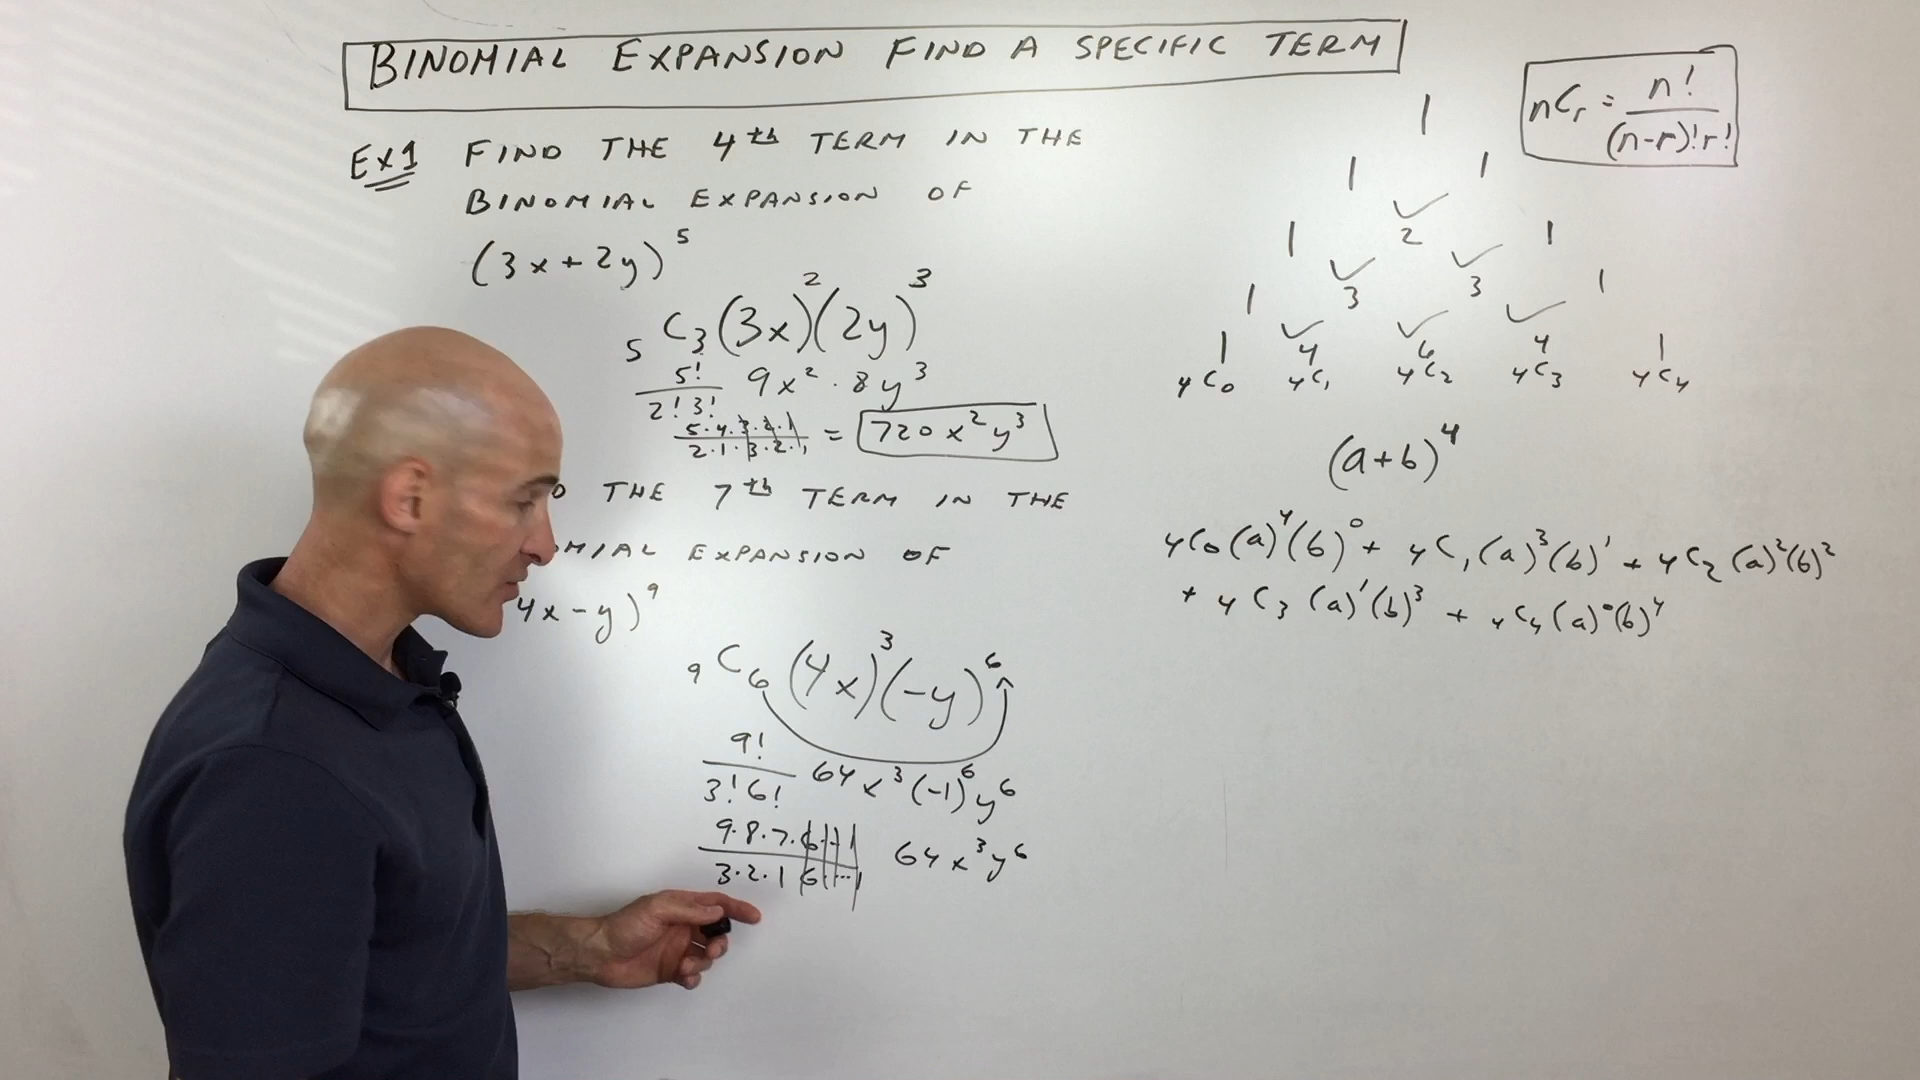 BINOMIAL EXPANSION FIND A SPECIFIC TERM
Ex1 FIND THE 4th TERM IN THE
BINOMIAL EXPANSION OF
(3x+2y)^5
5C3(3x)^2(2y)^3
5!/2!3! 9x^2·8y^3
5·4·3·2·1/2·1·3·2·1 = 720x^2y^3
THE 7th TERM IN THE
MIAL EXPANSION OF
4x-y)^9
9C6(4x)^3(-y)^6
9!/3!6! 64x^3(-1)^6y^6
9·8·7·6···1/3·2·1 6···1 64x^3y^6
nCr = n!/(n-r)!r!
1
1 1
1 2 1
1 3 3 1
1 4 6 4 1
4C0 4C1 4C2 4C3 4C4
(a+b)^4
4C0(a)^4(b)^0 + 4C1(a)^3(b)^1 + 4C2(a)^2(b)^2
+ 4C3(a)^1(b)^3 + 4C4(a)^0(b)^4